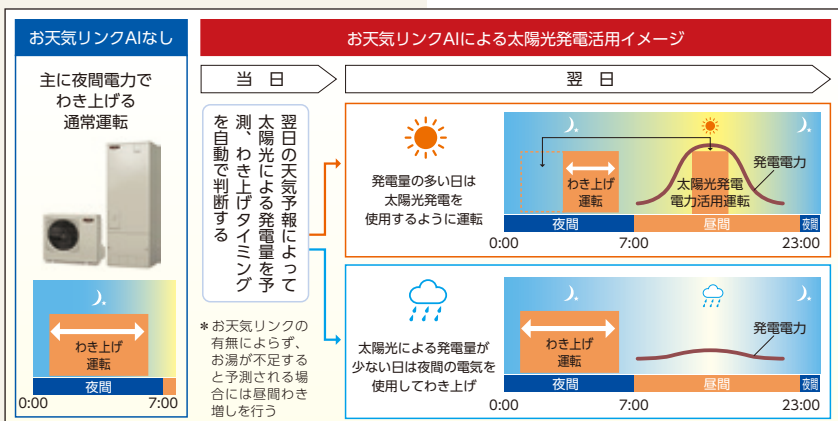 お天気リンクAIなし
主に夜間電力で
わき上げる
通常運転
わき上げ
運転
夜間
0:00
7:00
お天気リンクAIによる太陽光発電活用イメージ
当 日
翌 日
翌日の天気予報によって
太陽光による発電量を予
測、わき上げタイミング
を自動で判断する
*お天気リンクの
有無によらず、
お湯が不足する
と予測される場
合には昼間わき
増しを行う
発電量の多い日は
太陽光発電を
使用するように運転
わき上げ
運転
太陽光発電
電力活用運転
発電電力
夜間
昼間
夜間
0:00
7:00
23:00
太陽光による発電量が
少ない日は夜間の電気を
使用してわき上げ
わき上げ
運転
発電電力
夜間
昼間
夜間
0:00
7:00
23:00